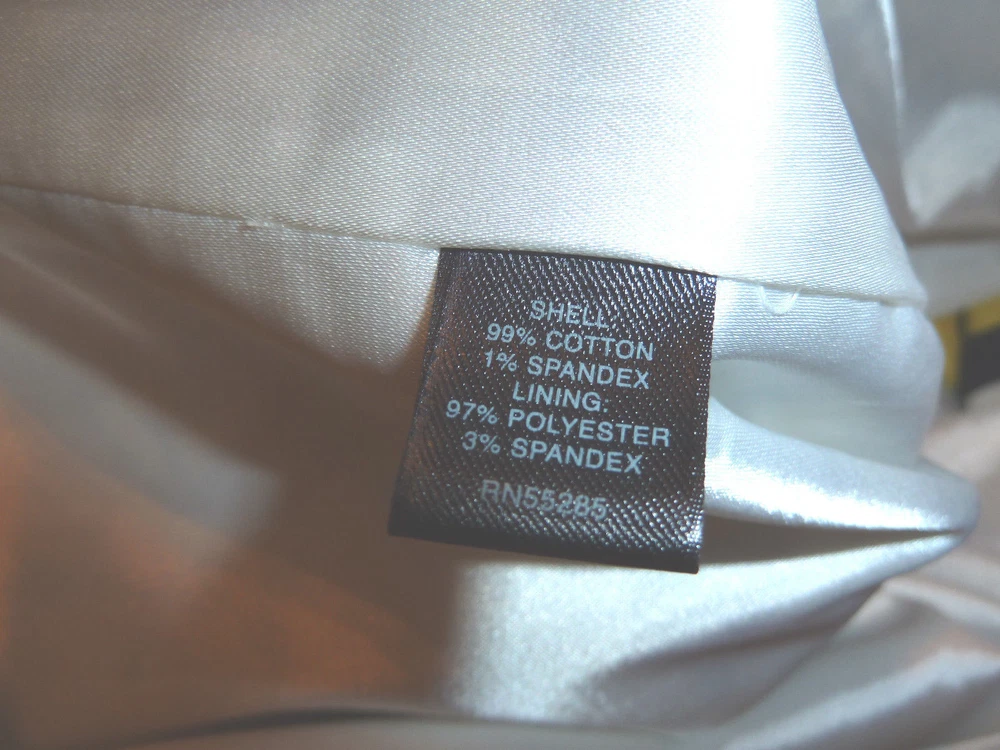 SHELL
99% COTTON
1% SPANDEX
LINING:
97% POLYESTER
3% SPANDEX
RN55285